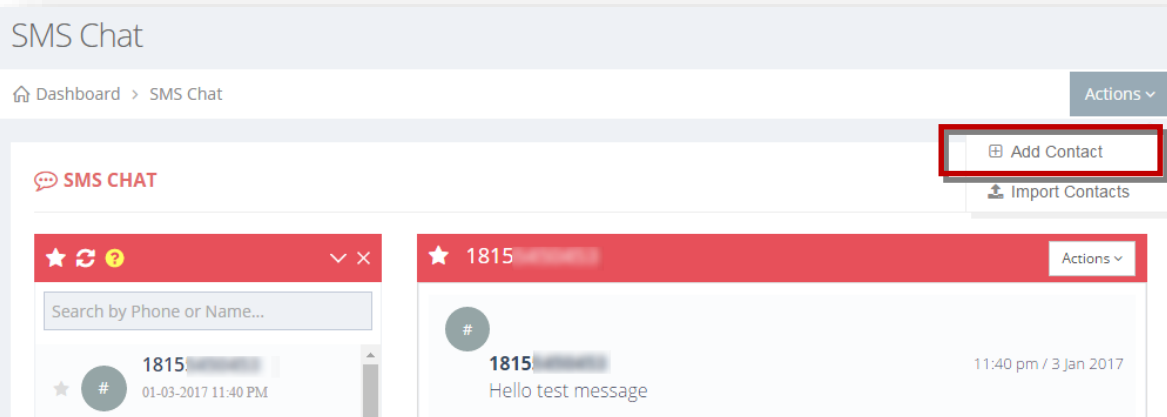 SMS Chat
Dashboard > SMS Chat
Actions
Add Contact
Import Contacts
SMS CHAT
?
1815
Actions
Search by Phone or Name...
#
1815
01-03-2017 11:40 PM
#
1815
11:40 pm / 3 Jan 2017
Hello test message